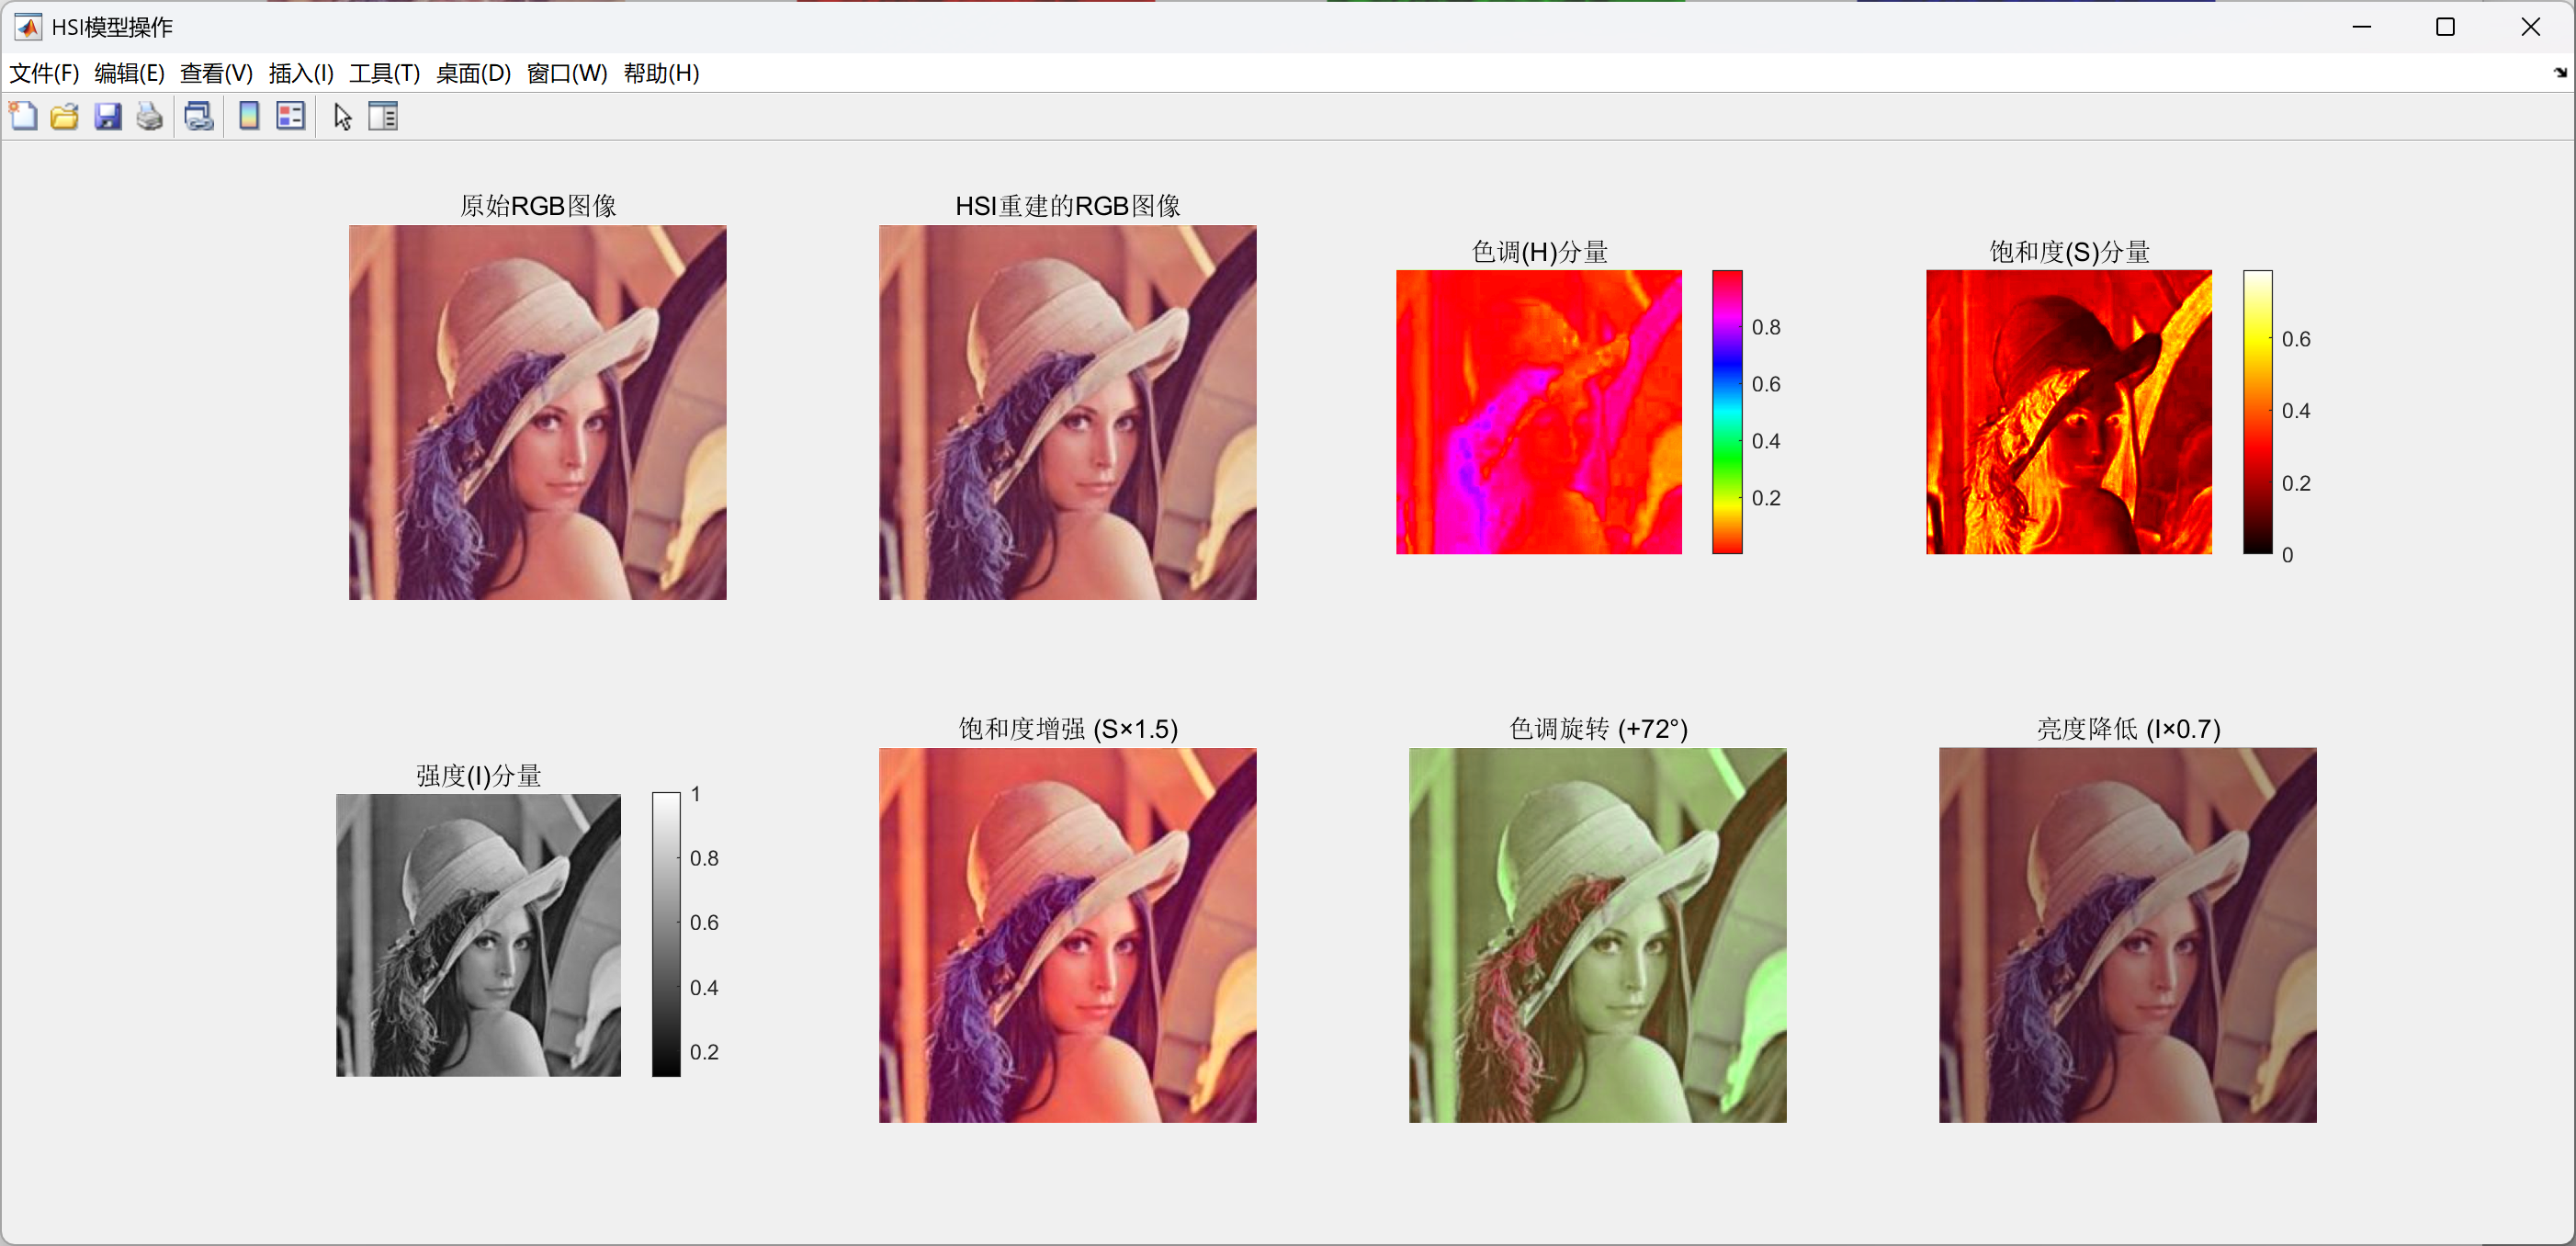 HSI模型操作
文件(F) 编辑(E) 查看(V) 插入(I) 工具(T) 桌面(D) 窗口(W) 帮助(H)
原始RGB图像
HSI重建的RGB图像
色调(H)分量
0.8
0.6
0.4
0.2
饱和度(S)分量
0.6
0.4
0.2
0
强度(I)分量
1
0.8
0.6
0.4
0.2
饱和度增强 (S×1.5)
色调旋转 (+72°)
亮度降低 (I×0.7)